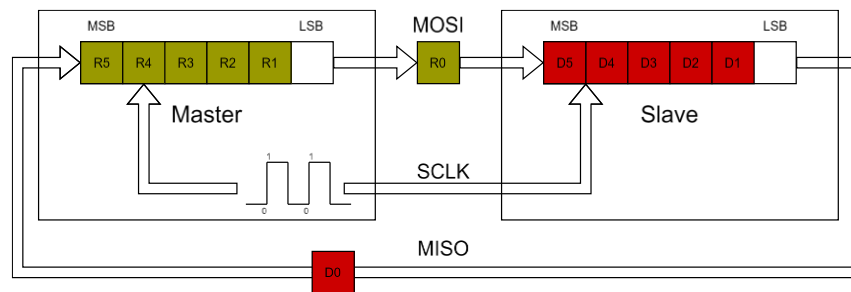 MSB
LSB
MOSI
MSB
LSB
R5 R4 R3 R2 R1
R0
D5 D4 D3 D2 D1
Master
Slave
1 1
0 0
SCLK
MISO
D0